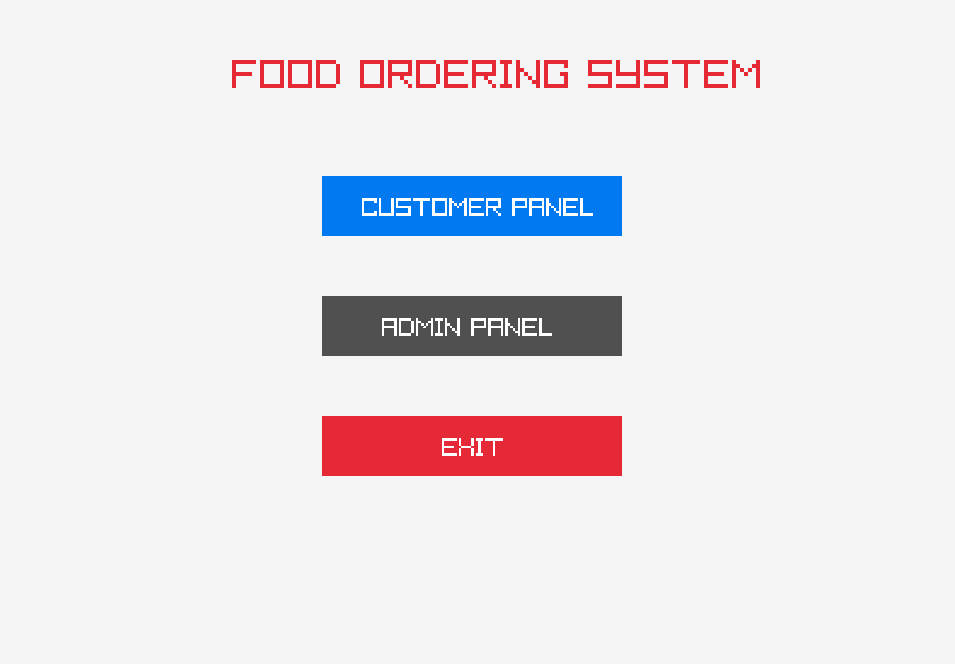 FOOD ORDERING SYSTEM
CUSTOMER PANEL
ADMIN PANEL
EXIT